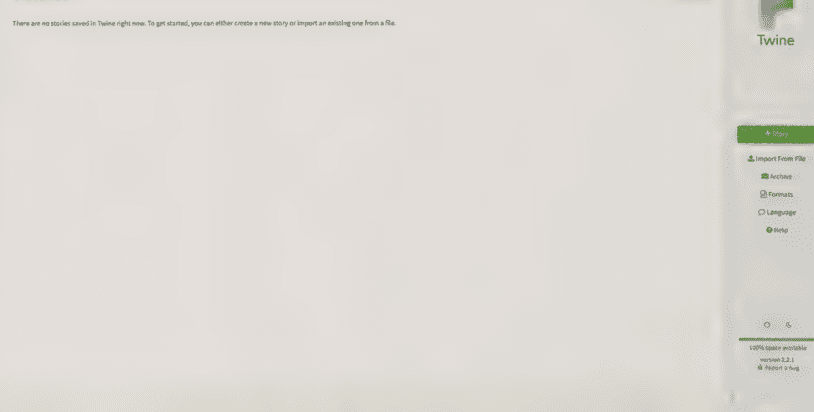 There are no stories saved in Twine right now. To get started, you can either create a new story or import an existing one from a file.
Twine
+ Story
Import From File
Archive
Formats
Language
Help
100% space available
version 2.2.1
Report a bug